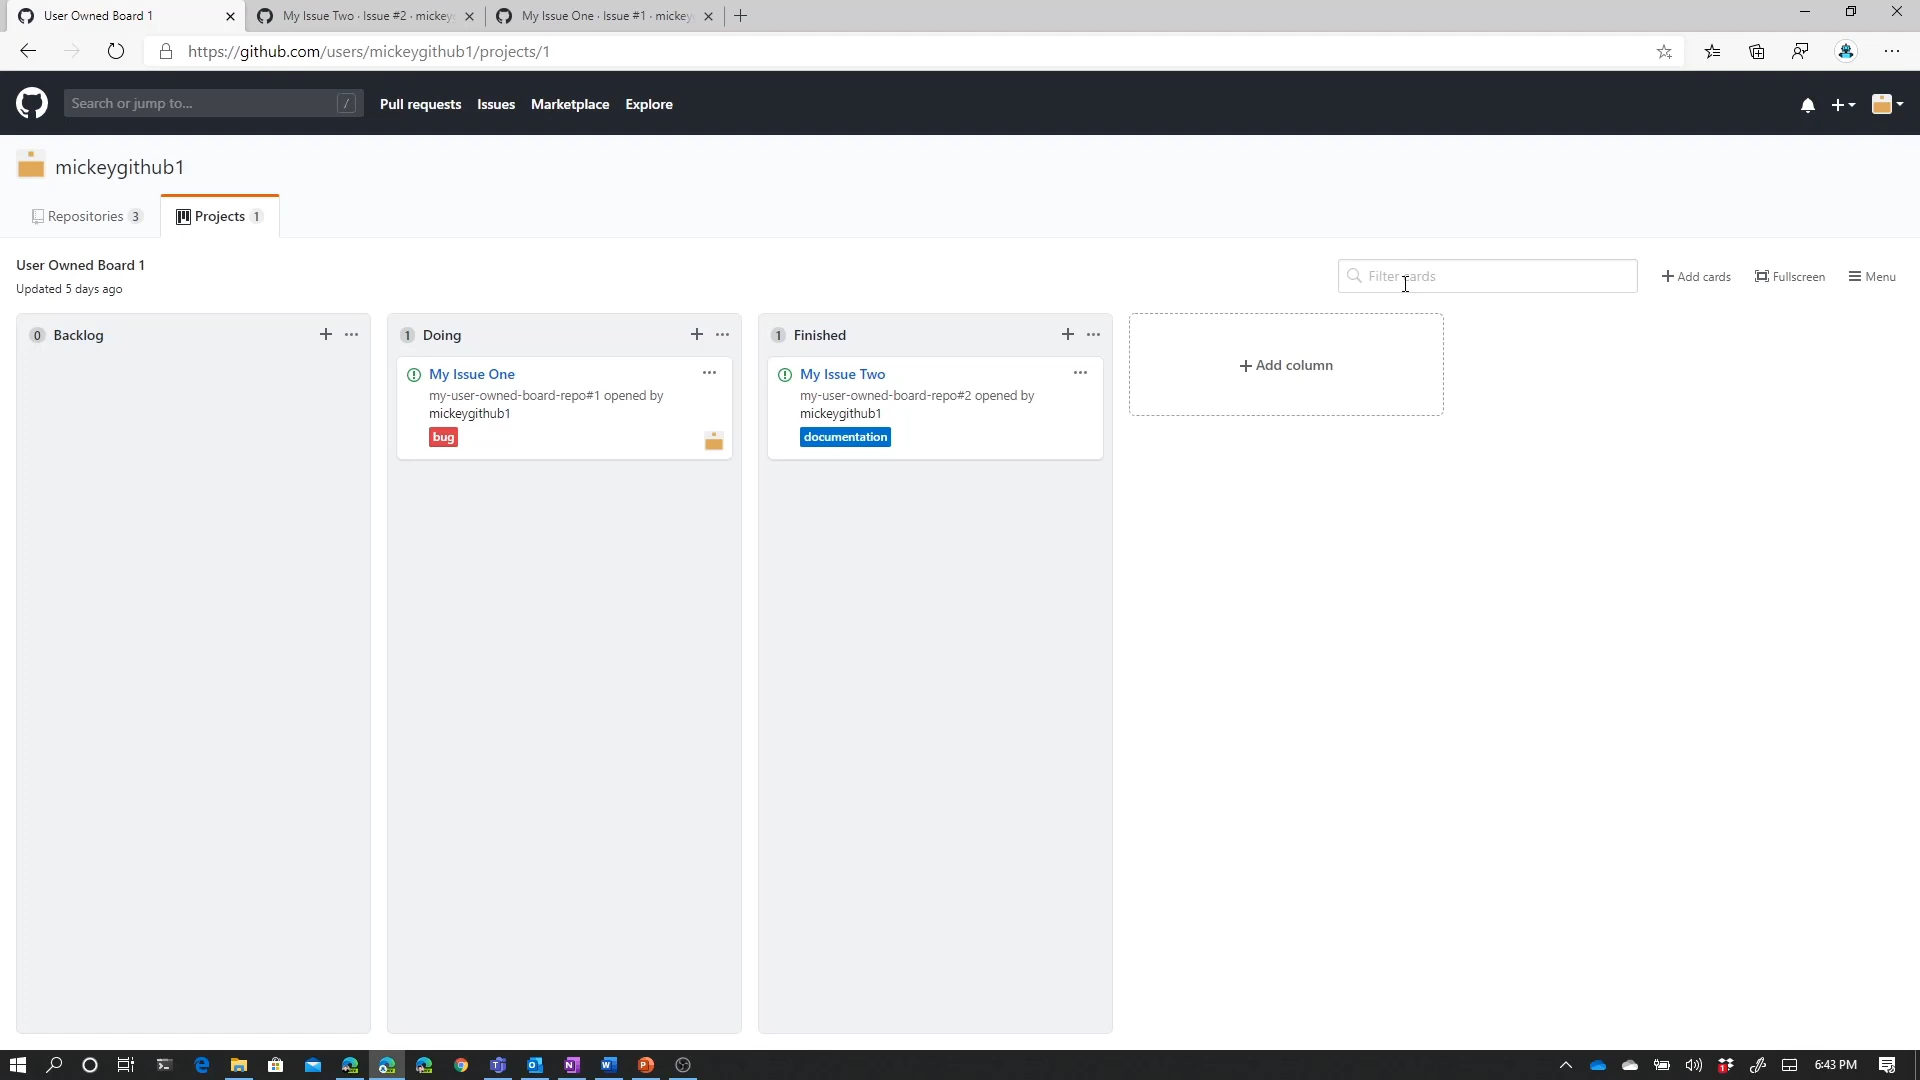 User Owned Board 1
My Issue Two · Issue #2 · mickey
My Issue One · Issue #1 · mickey
https://github.com/users/mickeygithub1/projects/1
Search or jump to...
/
Pull requests
Issues
Marketplace
Explore
mickeygithub1
Repositories 3
Projects 1
User Owned Board 1
Updated 5 days ago
Filter cards
Add cards
Fullscreen
Menu
0 Backlog
1 Doing
My Issue One
my-user-owned-board-repo#1 opened by
mickeygithub1
bug
1 Finished
My Issue Two
my-user-owned-board-repo#2 opened by
mickeygithub1
documentation
Add column
6:43 PM